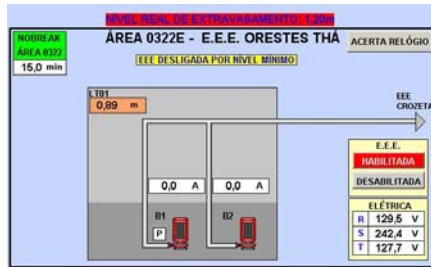 NÍVEL REAL DE EXTRAVASAMENTO: 1,20m
NOBREAK
ÁREA 0322
15,0 min
ÁREA 0322E - E.E.E. ORESTES THÁ
ACERTA RELÓGIO
EEE DESLIGADA POR NÍVEL MÍNIMO
LT01
0,89 m
EEE
CROZETA
0,0 A
0,0 A
B1
B2
P
E.E.E.
HABILITADA
DESABILITADA
ELÉTRICA
R 129,5 V
S 242,4 V
T 127,7 V